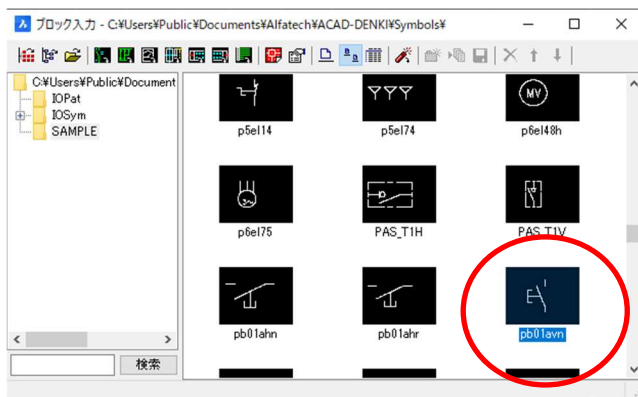 ブロック入力 - C:¥Users¥Public¥Documents¥Alfatech¥ACAD-DENKI¥Symbols¥
C:¥Users¥Public¥Document
IOPat
IOSym
SAMPLE
検索
p5el14 p5el74 MV p6el48h
p6el75 PAS_T1H PAS_T1V
pb01ahn pb01ahr pb01avn